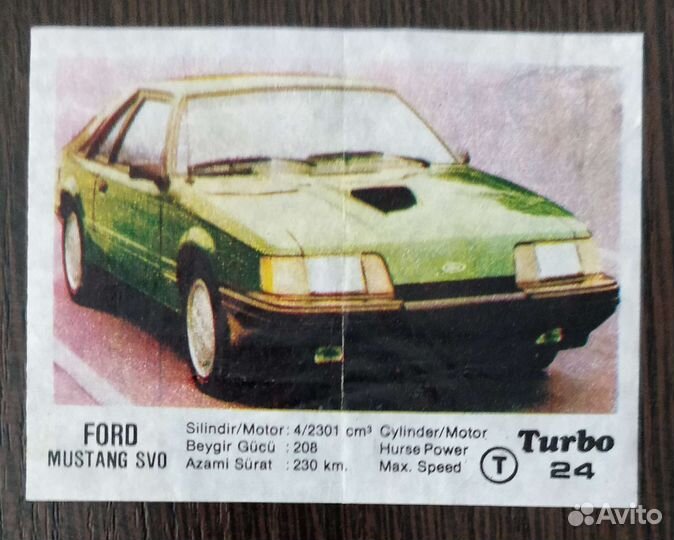 FORD
MUSTANG SVO
Silindir/Motor : 4/2301 cm³ Cylinder/Motor
Beygir Gücü : 208 Hurse Power
Azami Sürat : 230 km. Max. Speed
T
Turbo
24
Avito